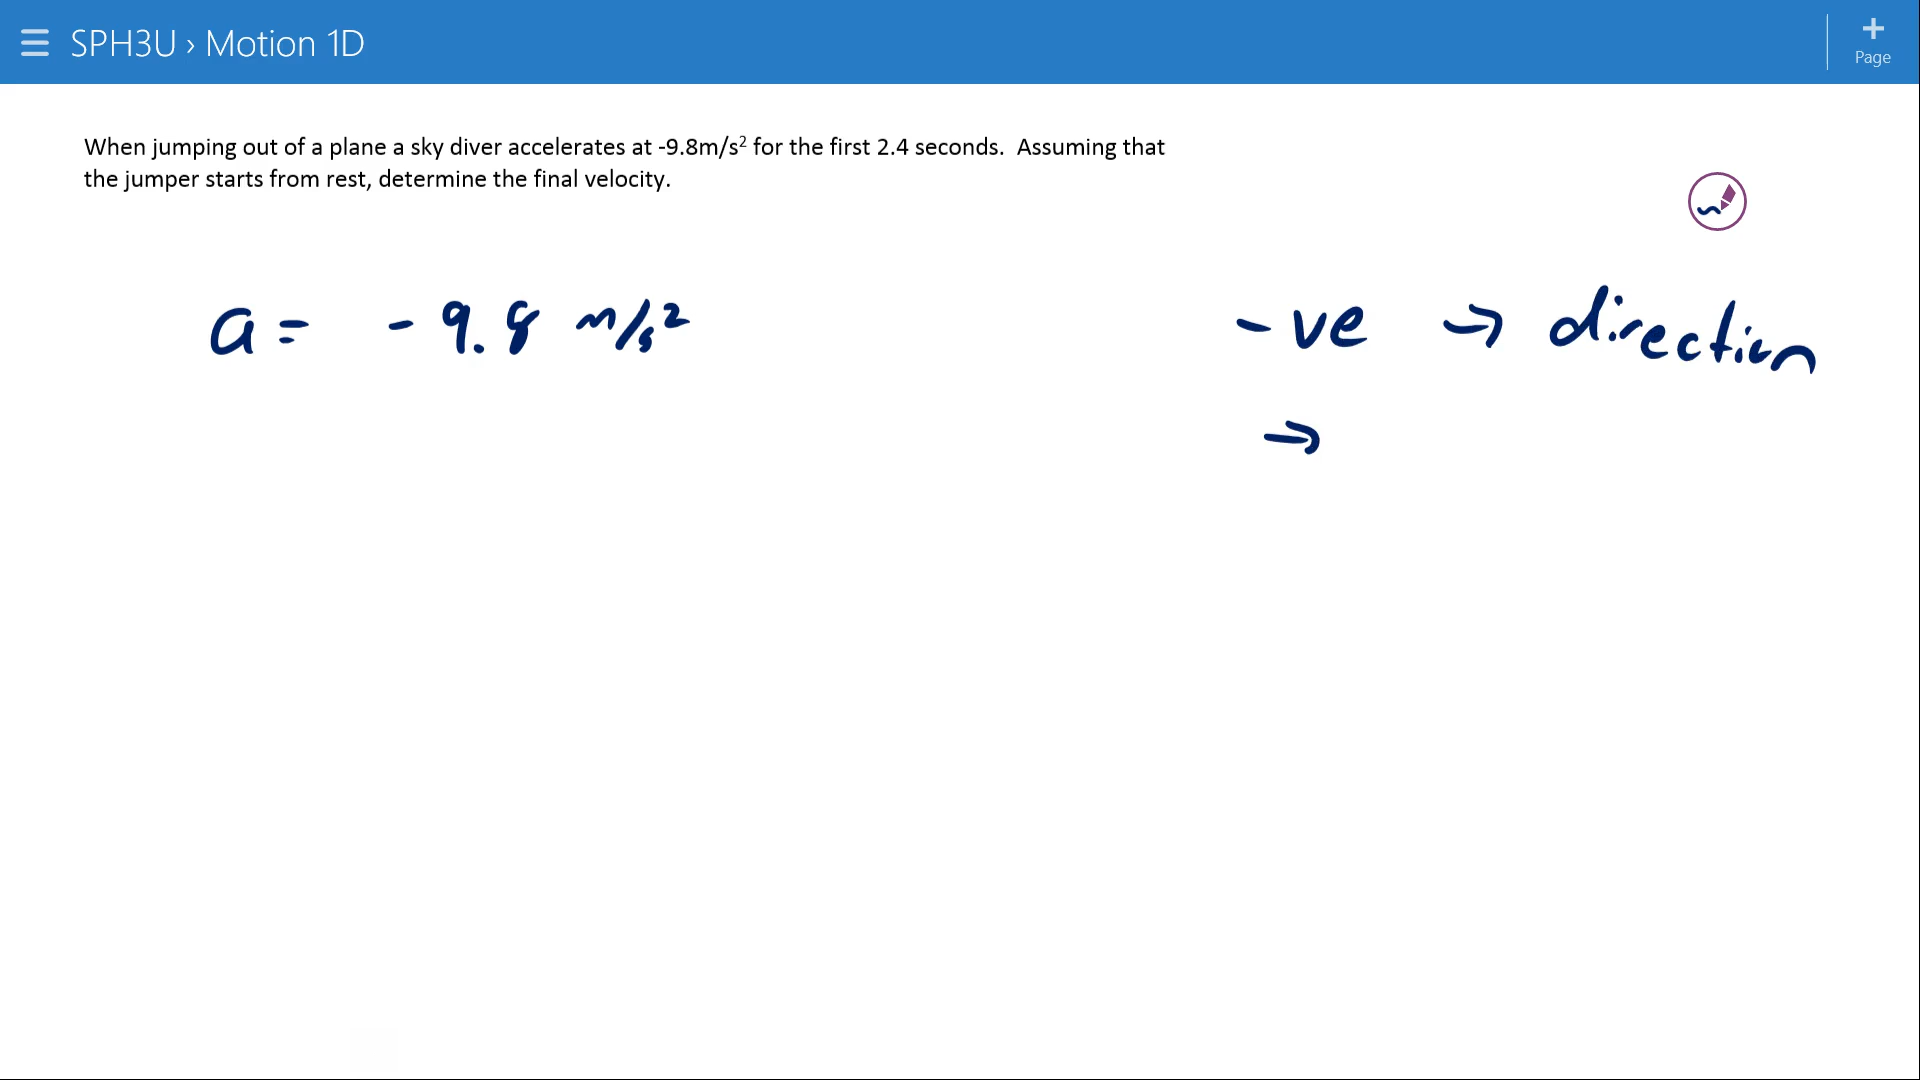 SPH3U › Motion 1D
+
Page
When jumping out of a plane a sky diver accelerates at -9.8m/s² for the first 2.4 seconds.  Assuming that
the jumper starts from rest, determine the final velocity.
a = - 9.8 m/s²
-ve → direction
→